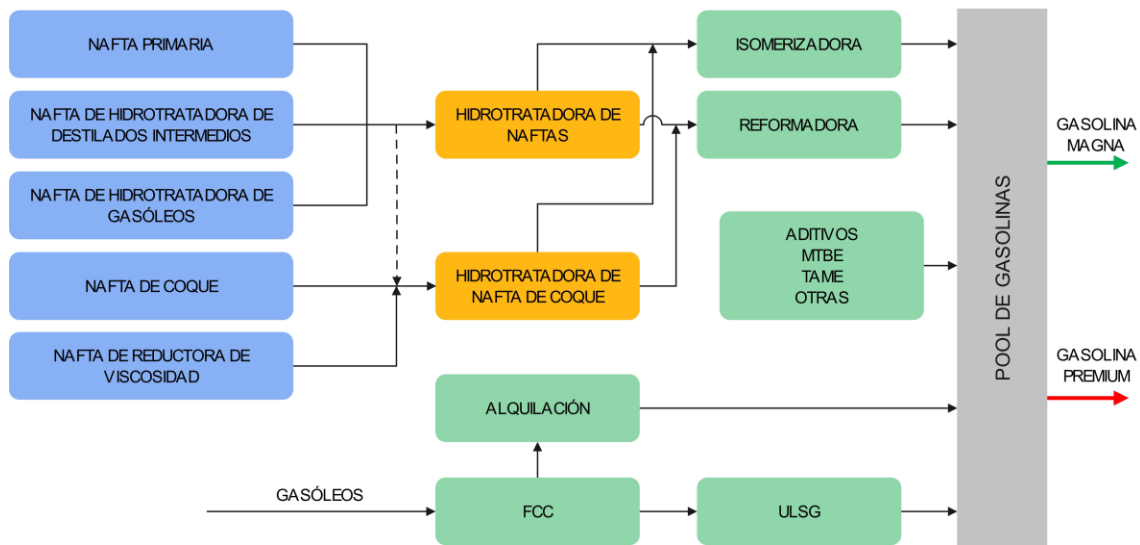 NAFTA PRIMARIA
NAFTA DE HIDROTRATADORA DE
DESTILADOS INTERMEDIOS
NAFTA DE HIDROTRATADORA DE
GASÓLEOS
NAFTA DE COQUE
NAFTA DE REDUCTORA DE
VISCOSIDAD
HIDROTRATADORA DE
NAFTAS
HIDROTRATADORA DE
NAFTA DE COQUE
ISOMERIZADORA
REFORMADORA
ADITIVOS
MTBE
TAME
OTRAS
ALQUILACIÓN
GASÓLEOS
FCC
ULSG
POOL DE GASOLINAS
GASOLINA
MAGNA
GASOLINA
PREMIUM